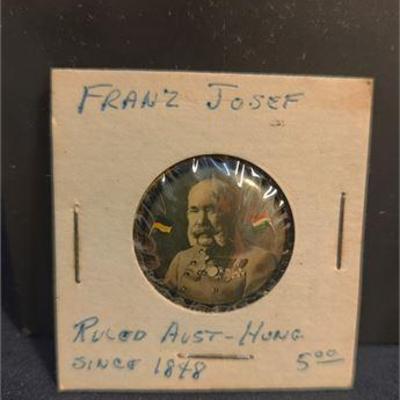 FRANZ JOSEF
RULED AUST-HUNG
SINCE 1848 5.00